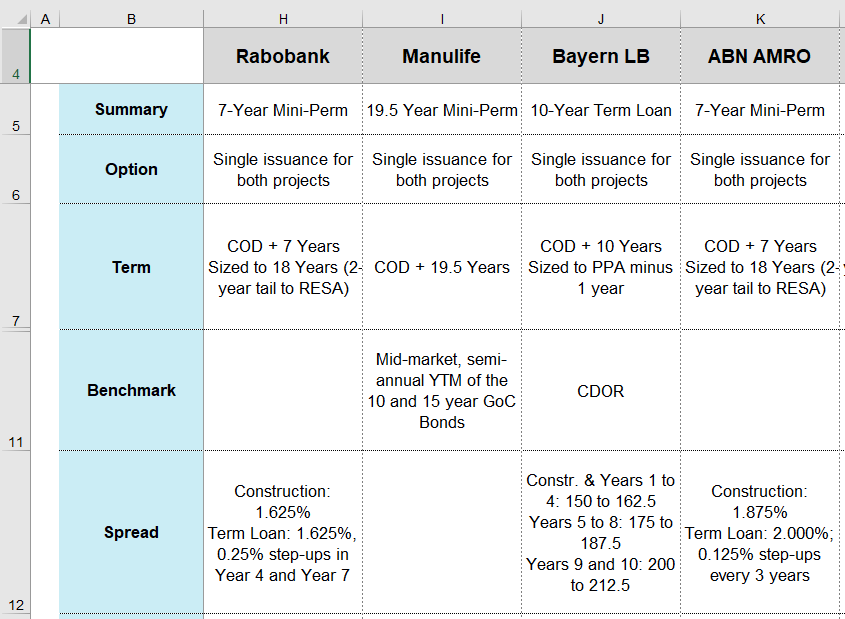 A B H I J K
4 Rabobank Manulife Bayern LB ABN AMRO
5 Summary 7-Year Mini-Perm 19.5 Year Mini-Perm 10-Year Term Loan 7-Year Mini-Perm
6 Option
Single issuance for
both projects
Single issuance for
both projects
Single issuance for
both projects
Single issuance for
both projects
7 Term
COD + 7 Years
Sized to 18 Years (2-
year tail to RESA)
COD + 19.5 Years
COD + 10 Years
Sized to PPA minus
1 year
COD + 7 Years
Sized to 18 Years (2-
year tail to RESA)
11 Benchmark
Mid-market, semi-
annual YTM of the
10 and 15 year GoC
Bonds
CDOR
12 Spread
Construction:
1.625%
Term Loan: 1.625%,
0.25% step-ups in
Year 4 and Year 7
Constr. & Years 1 to
4: 150 to 162.5
Years 5 to 8: 175 to
187.5
Years 9 and 10: 200
to 212.5
Construction:
1.875%
Term Loan: 2.000%;
0.125% step-ups
every 3 years